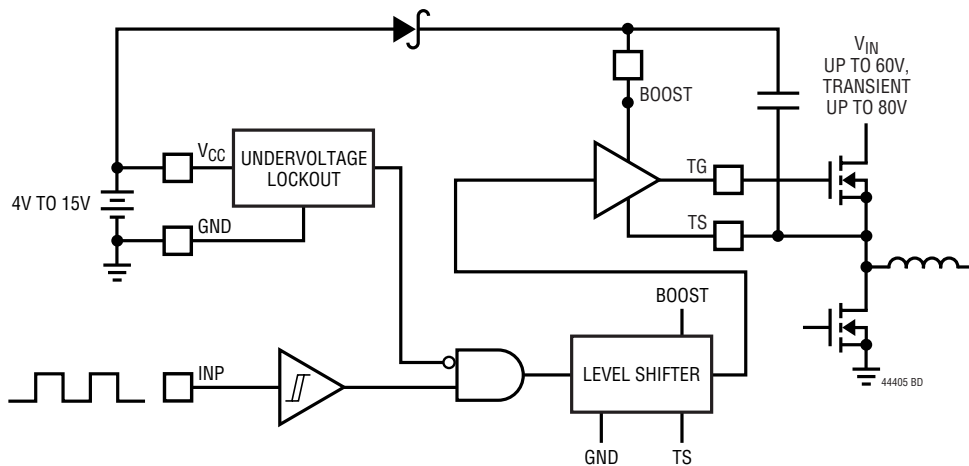 V_IN
UP TO 60V,
TRANSIENT
UP TO 80V
BOOST
V_CC
UNDERVOLTAGE
LOCKOUT
TG
4V TO 15V
GND
TS
BOOST
INP
LEVEL SHIFTER
44405 BD
GND
TS